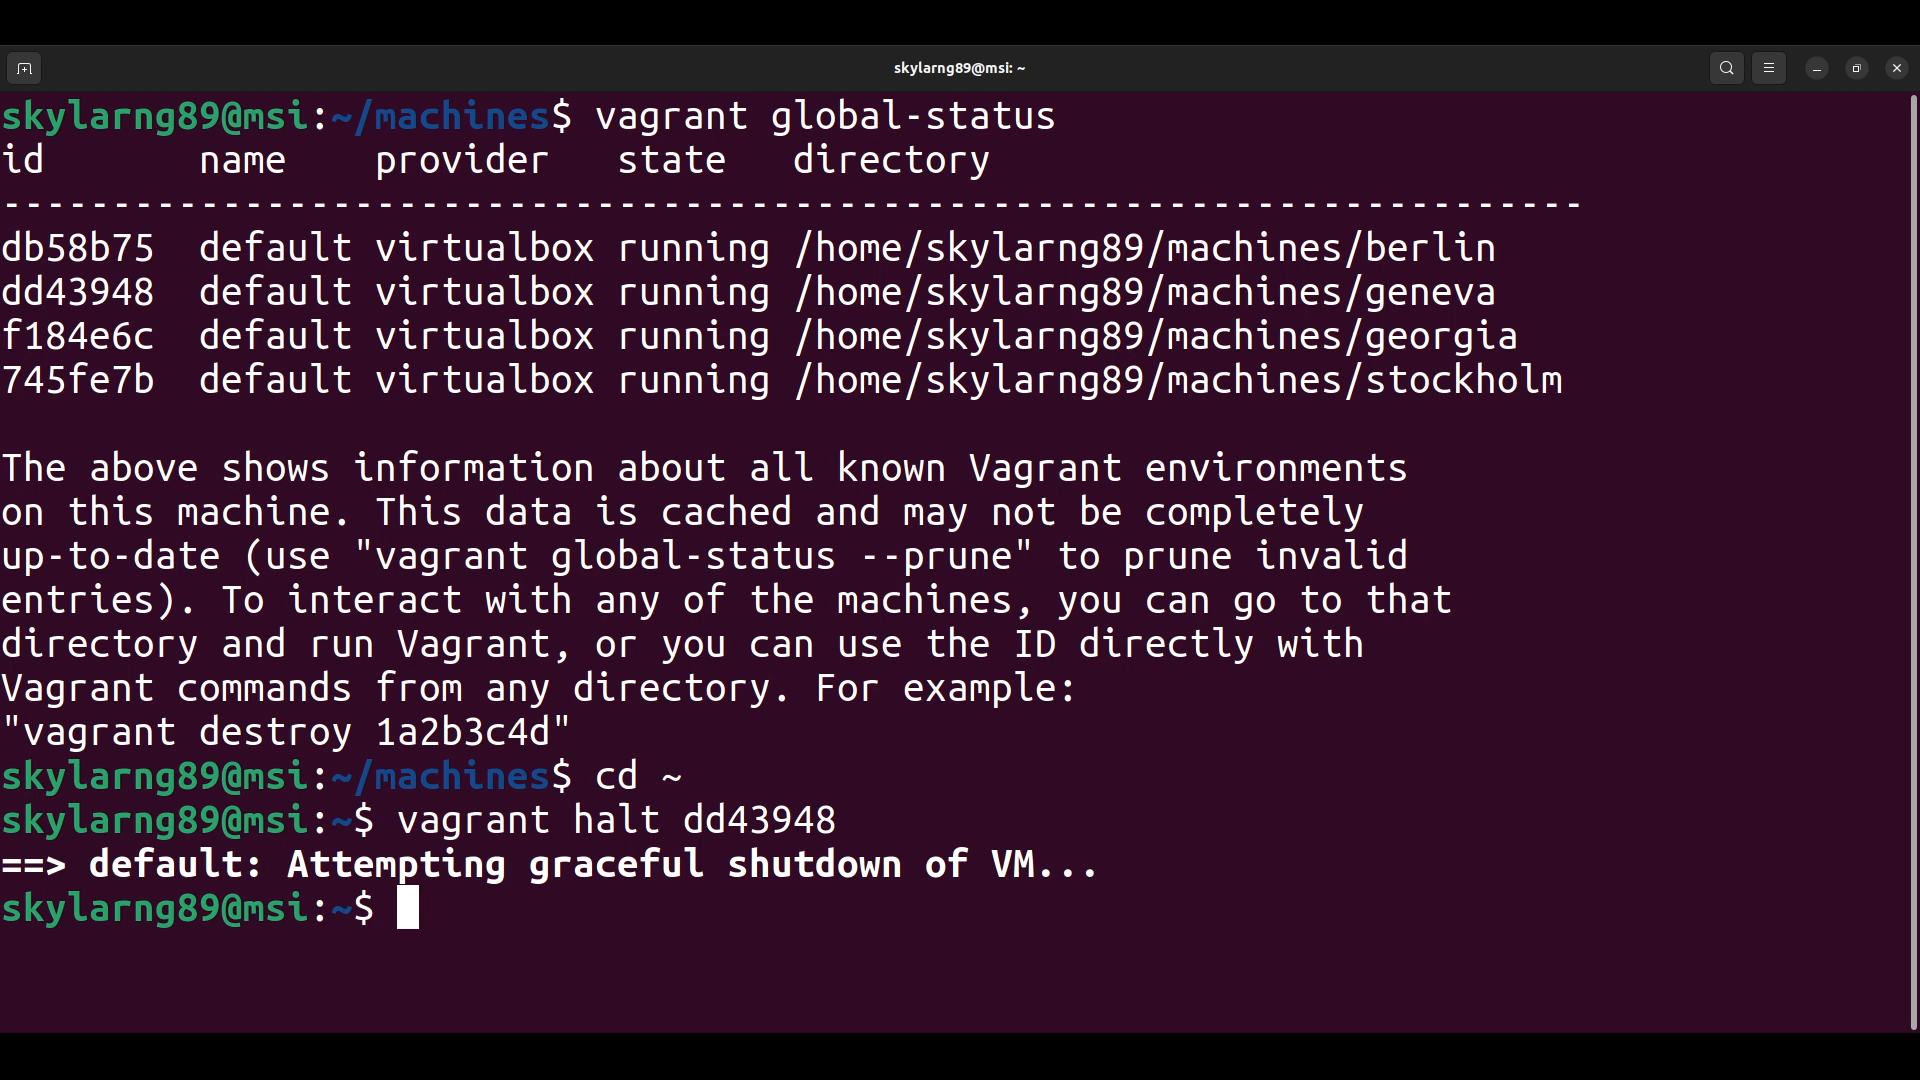 skylarng89@msi: ~
skylarng89@msi:~/machines$ vagrant global-status
id       name    provider   state   directory
------------------------------------------------------------------------
db58b75  default virtualbox running /home/skylarng89/machines/berlin
dd43948  default virtualbox running /home/skylarng89/machines/geneva
f184e6c  default virtualbox running /home/skylarng89/machines/georgia
745fe7b  default virtualbox running /home/skylarng89/machines/stockholm
The above shows information about all known Vagrant environments
on this machine. This data is cached and may not be completely
up-to-date (use "vagrant global-status --prune" to prune invalid
entries). To interact with any of the machines, you can go to that
directory and run Vagrant, or you can use the ID directly with
Vagrant commands from any directory. For example:
"vagrant destroy 1a2b3c4d"
skylarng89@msi:~/machines$ cd ~
skylarng89@msi:~$ vagrant halt dd43948
==> default: Attempting graceful shutdown of VM...
skylarng89@msi:~$